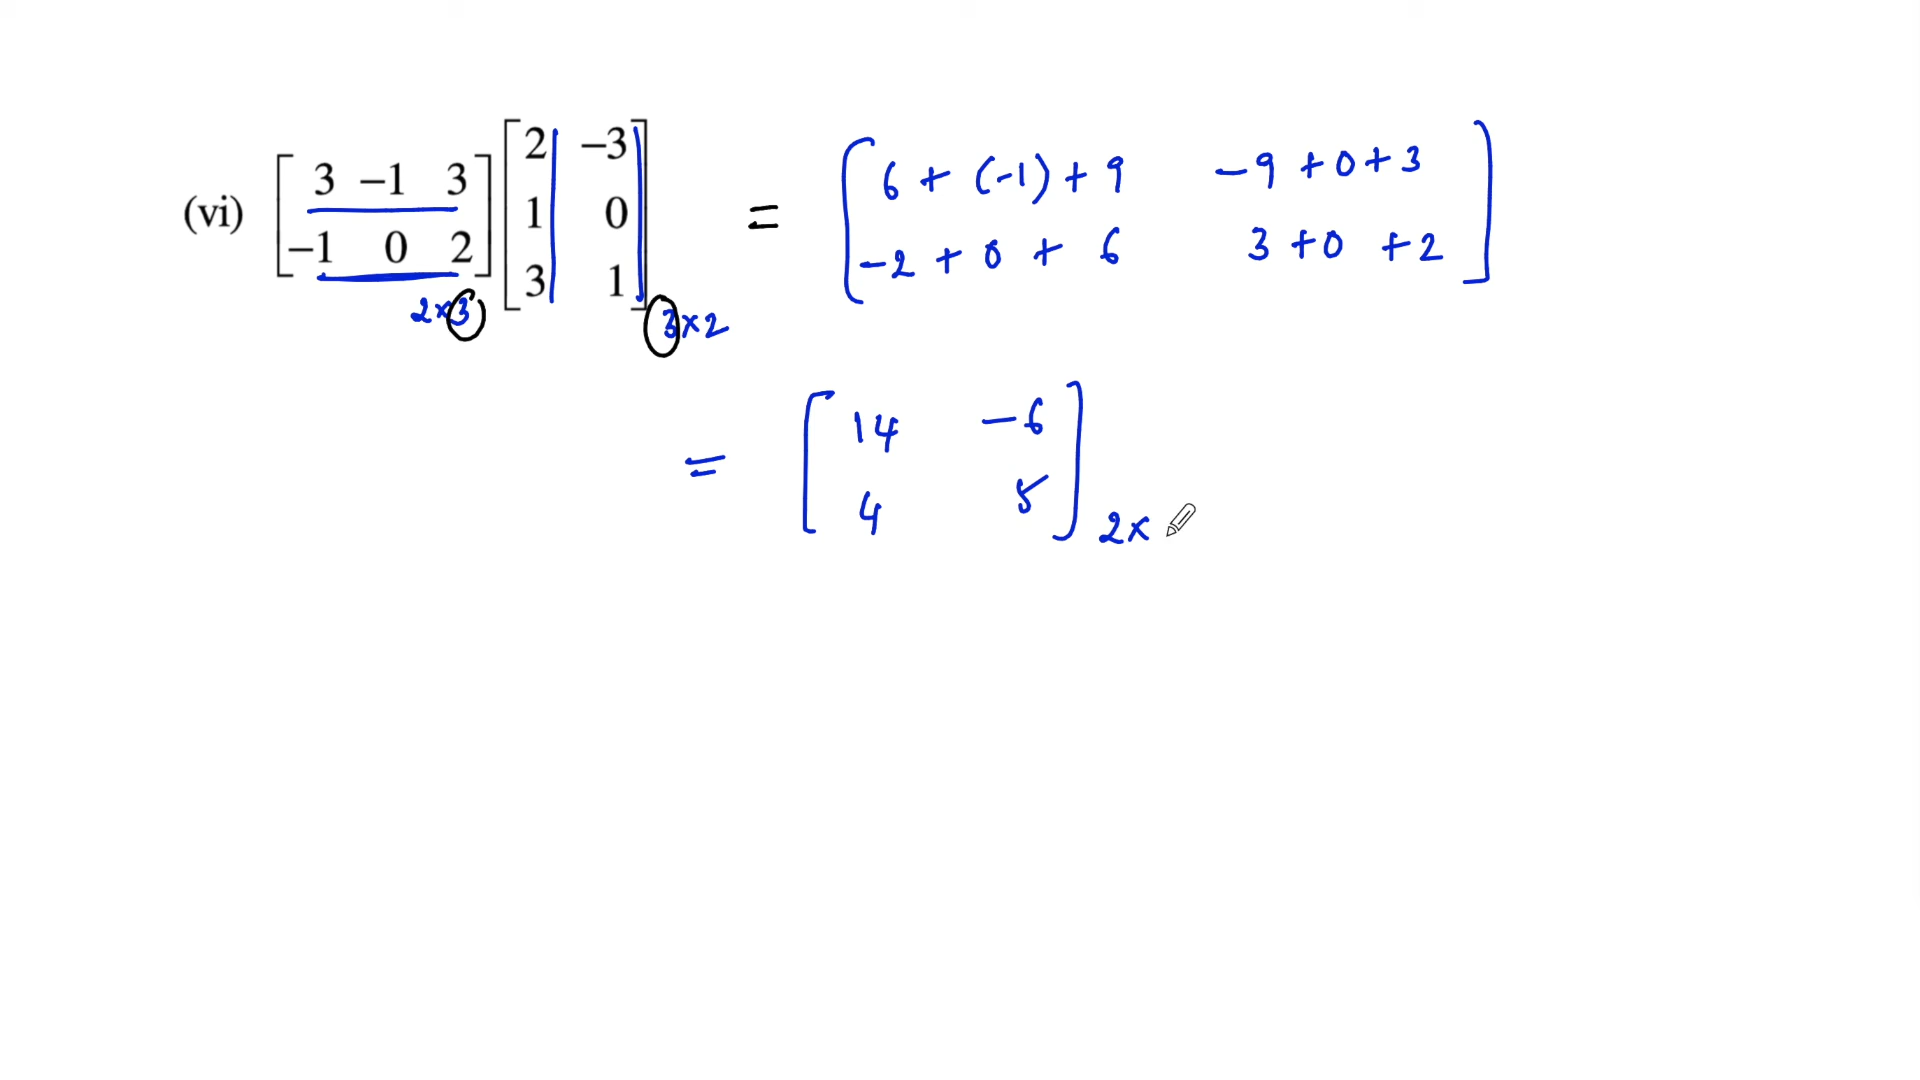 (vi) [3 −1 3; −1 0 2] [2 −3; 1 0; 3 1] = [6 + (-1) + 9  -9 + 0 + 3; -2 + 0 + 6  3 + 0 + 2]
2×3 3×2
= [14 -6; 4 5] 2×